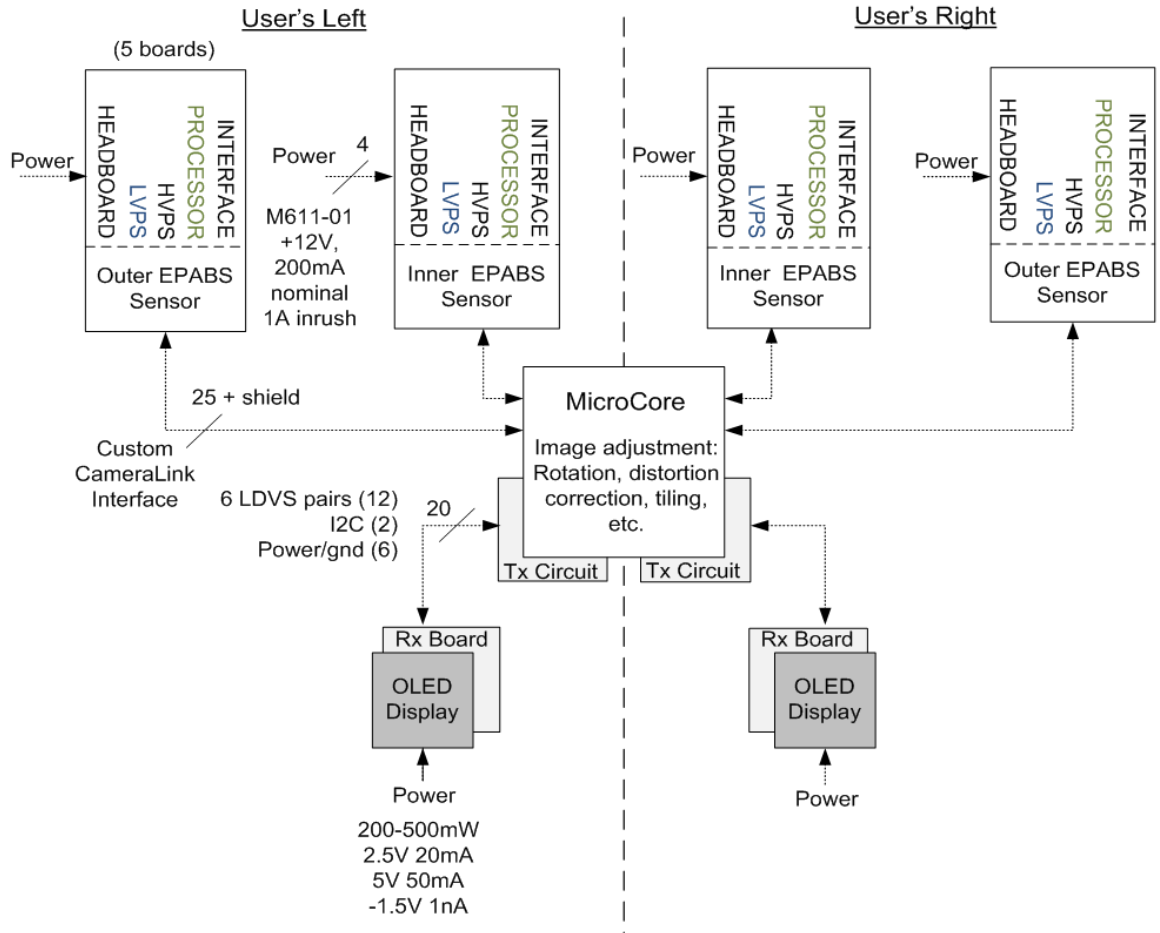 User's Left
User's Right
(5 boards)
HEADBOARD
LVPS
HVPS
PROCESSOR
INTERFACE
Outer EPABS
Sensor
Power
HEADBOARD
LVPS
HVPS
PROCESSOR
INTERFACE
Inner EPABS
Sensor
Power
4
M611-01
+12V,
200mA
nominal
1A inrush
HEADBOARD
LVPS
HVPS
PROCESSOR
INTERFACE
Inner EPABS
Sensor
Power
HEADBOARD
LVPS
HVPS
PROCESSOR
INTERFACE
Outer EPABS
Sensor
Power
25 + shield
Custom
CameraLink
Interface
MicroCore
Image adjustment:
Rotation, distortion
correction, tiling,
etc.
6 LDVS pairs (12)
I2C (2)
Power/gnd (6)
20
Tx Circuit
Tx Circuit
Rx Board
OLED
Display
Power
200-500mW
2.5V 20mA
5V 50mA
-1.5V 1nA
Rx Board
OLED
Display
Power